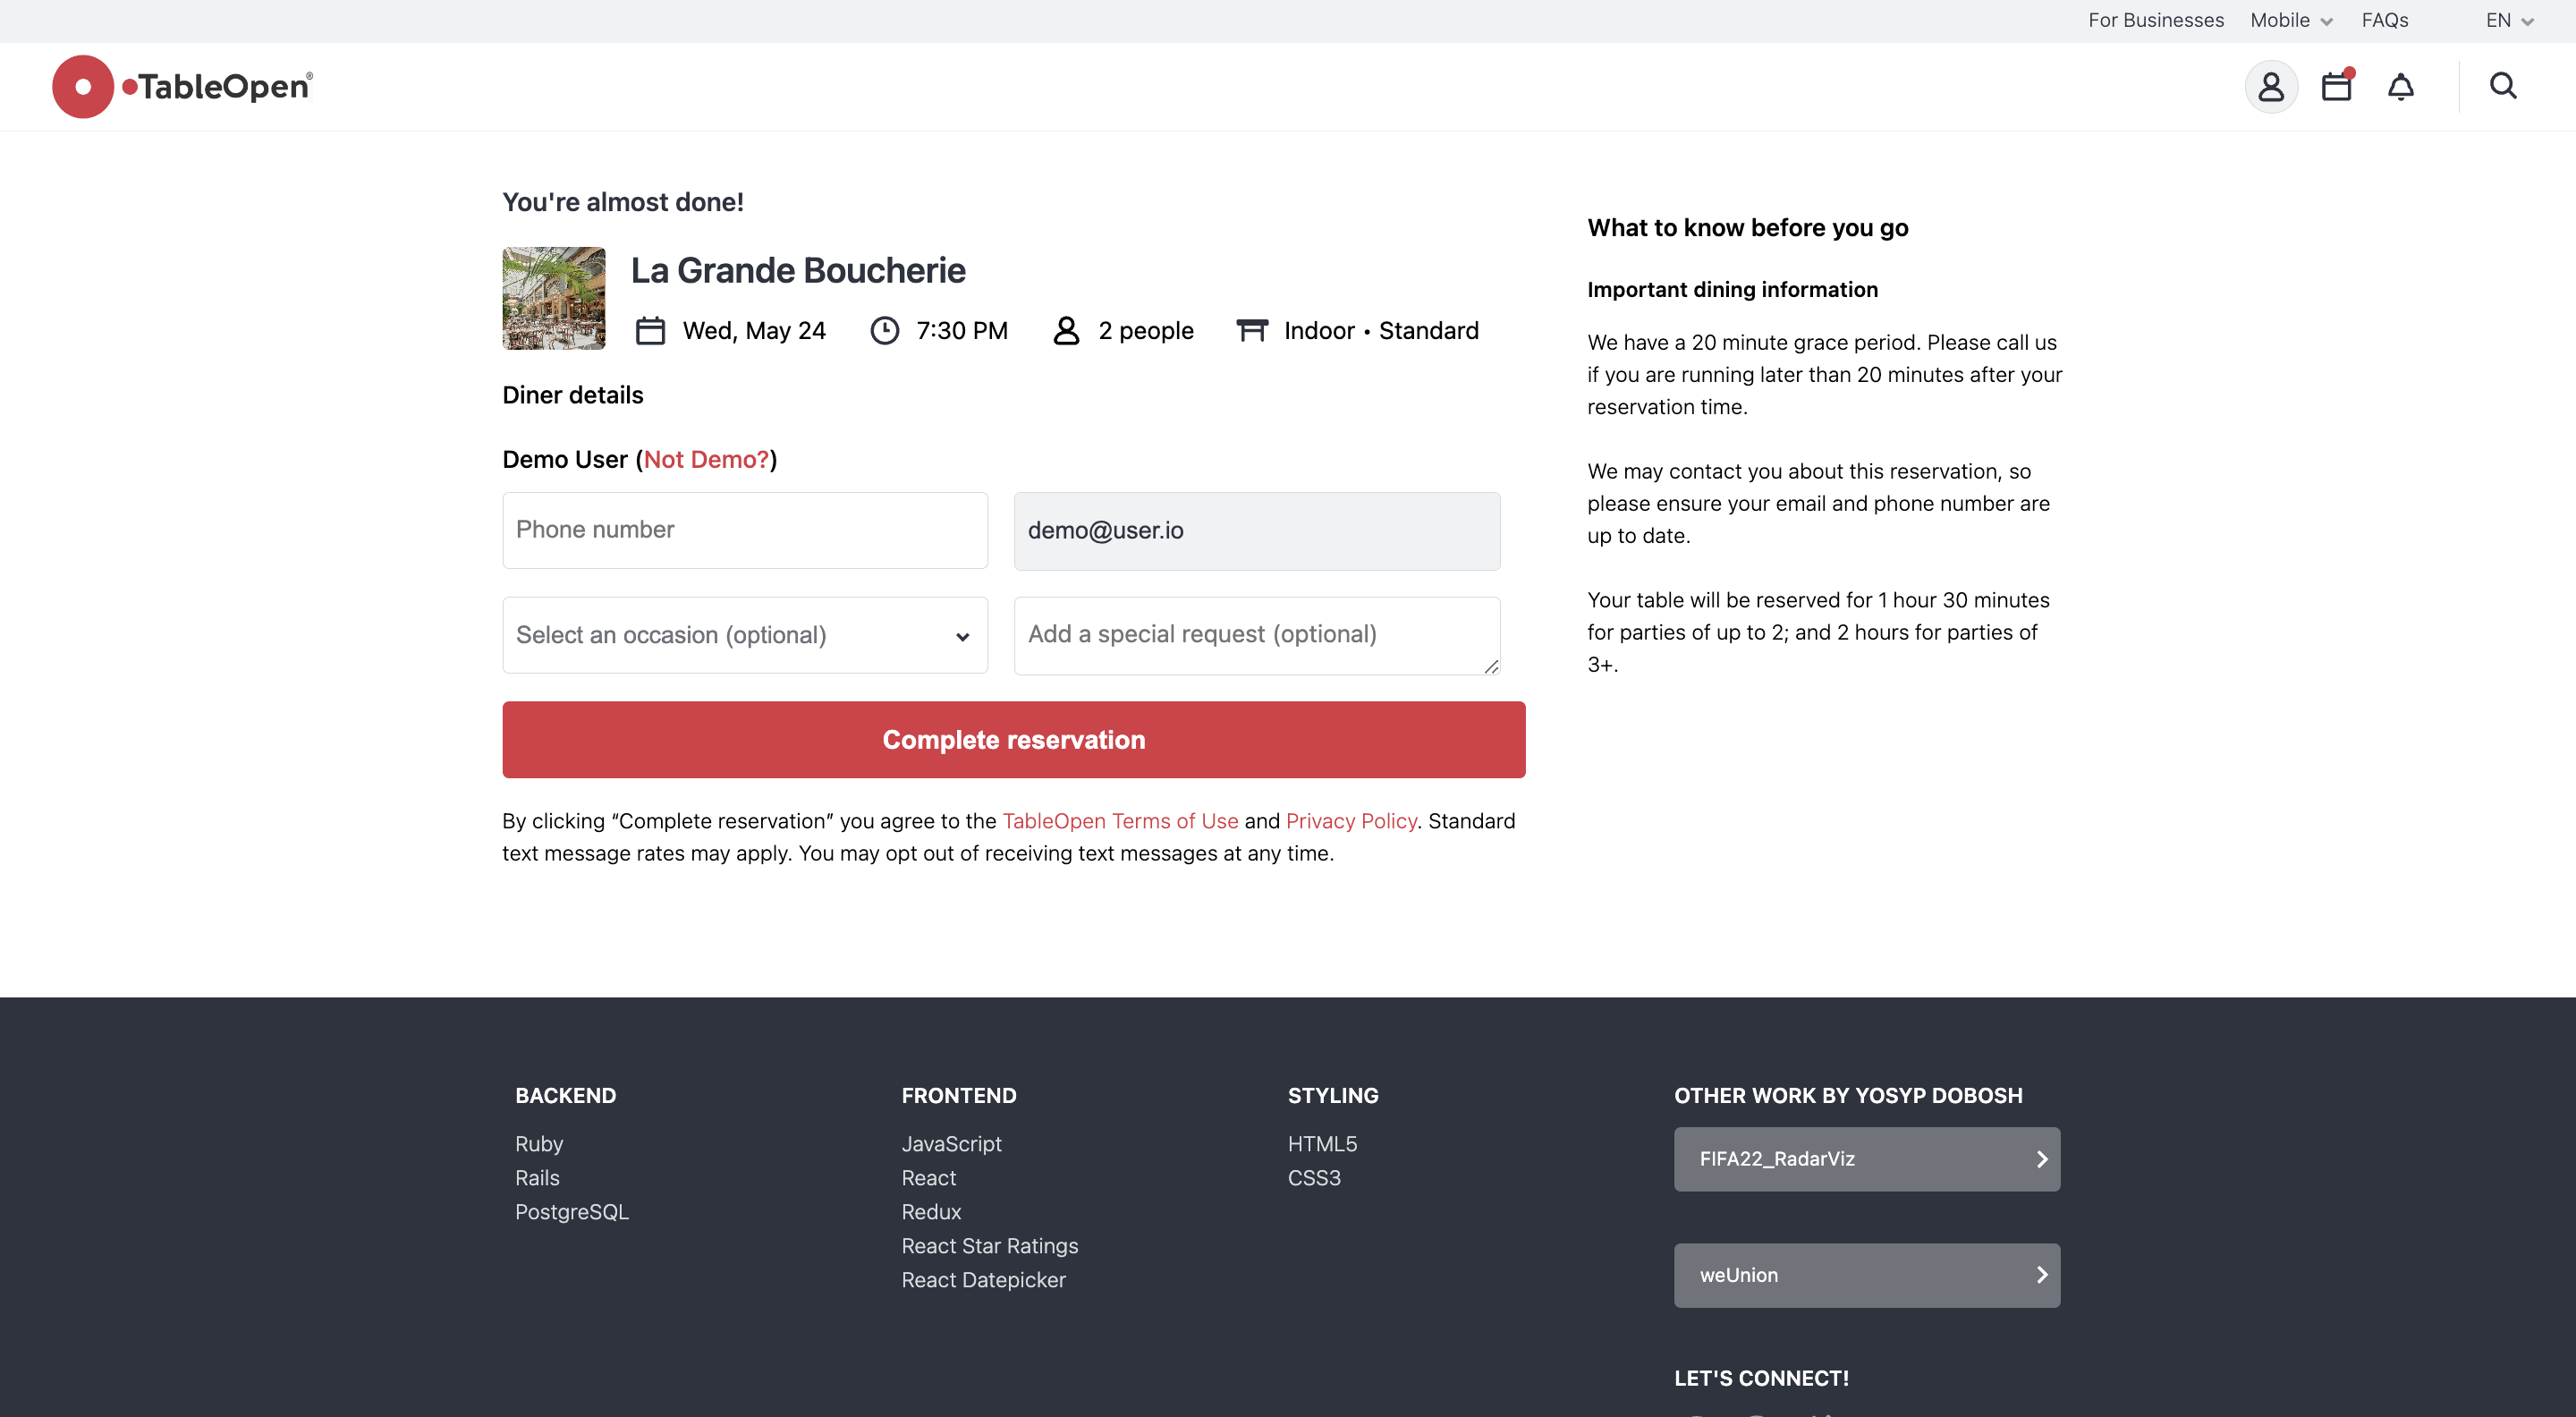 For Businesses Mobile FAQs EN
TableOpen®
You're almost done!
La Grande Boucherie
Wed, May 24 7:30 PM 2 people Indoor • Standard
Diner details
Demo User (Not Demo?)
Phone number
demo@user.io
Select an occasion (optional)
Add a special request (optional)
Complete reservation
By clicking “Complete reservation” you agree to the TableOpen Terms of Use and Privacy Policy. Standard
text message rates may apply. You may opt out of receiving text messages at any time.
What to know before you go
Important dining information
We have a 20 minute grace period. Please call us
if you are running later than 20 minutes after your
reservation time.
We may contact you about this reservation, so
please ensure your email and phone number are
up to date.
Your table will be reserved for 1 hour 30 minutes
for parties of up to 2; and 2 hours for parties of
3+.
BACKEND
Ruby
Rails
PostgreSQL
FRONTEND
JavaScript
React
Redux
React Star Ratings
React Datepicker
STYLING
HTML5
CSS3
OTHER WORK BY YOSYP DOBOSH
FIFA22_RadarViz
weUnion
LET'S CONNECT!